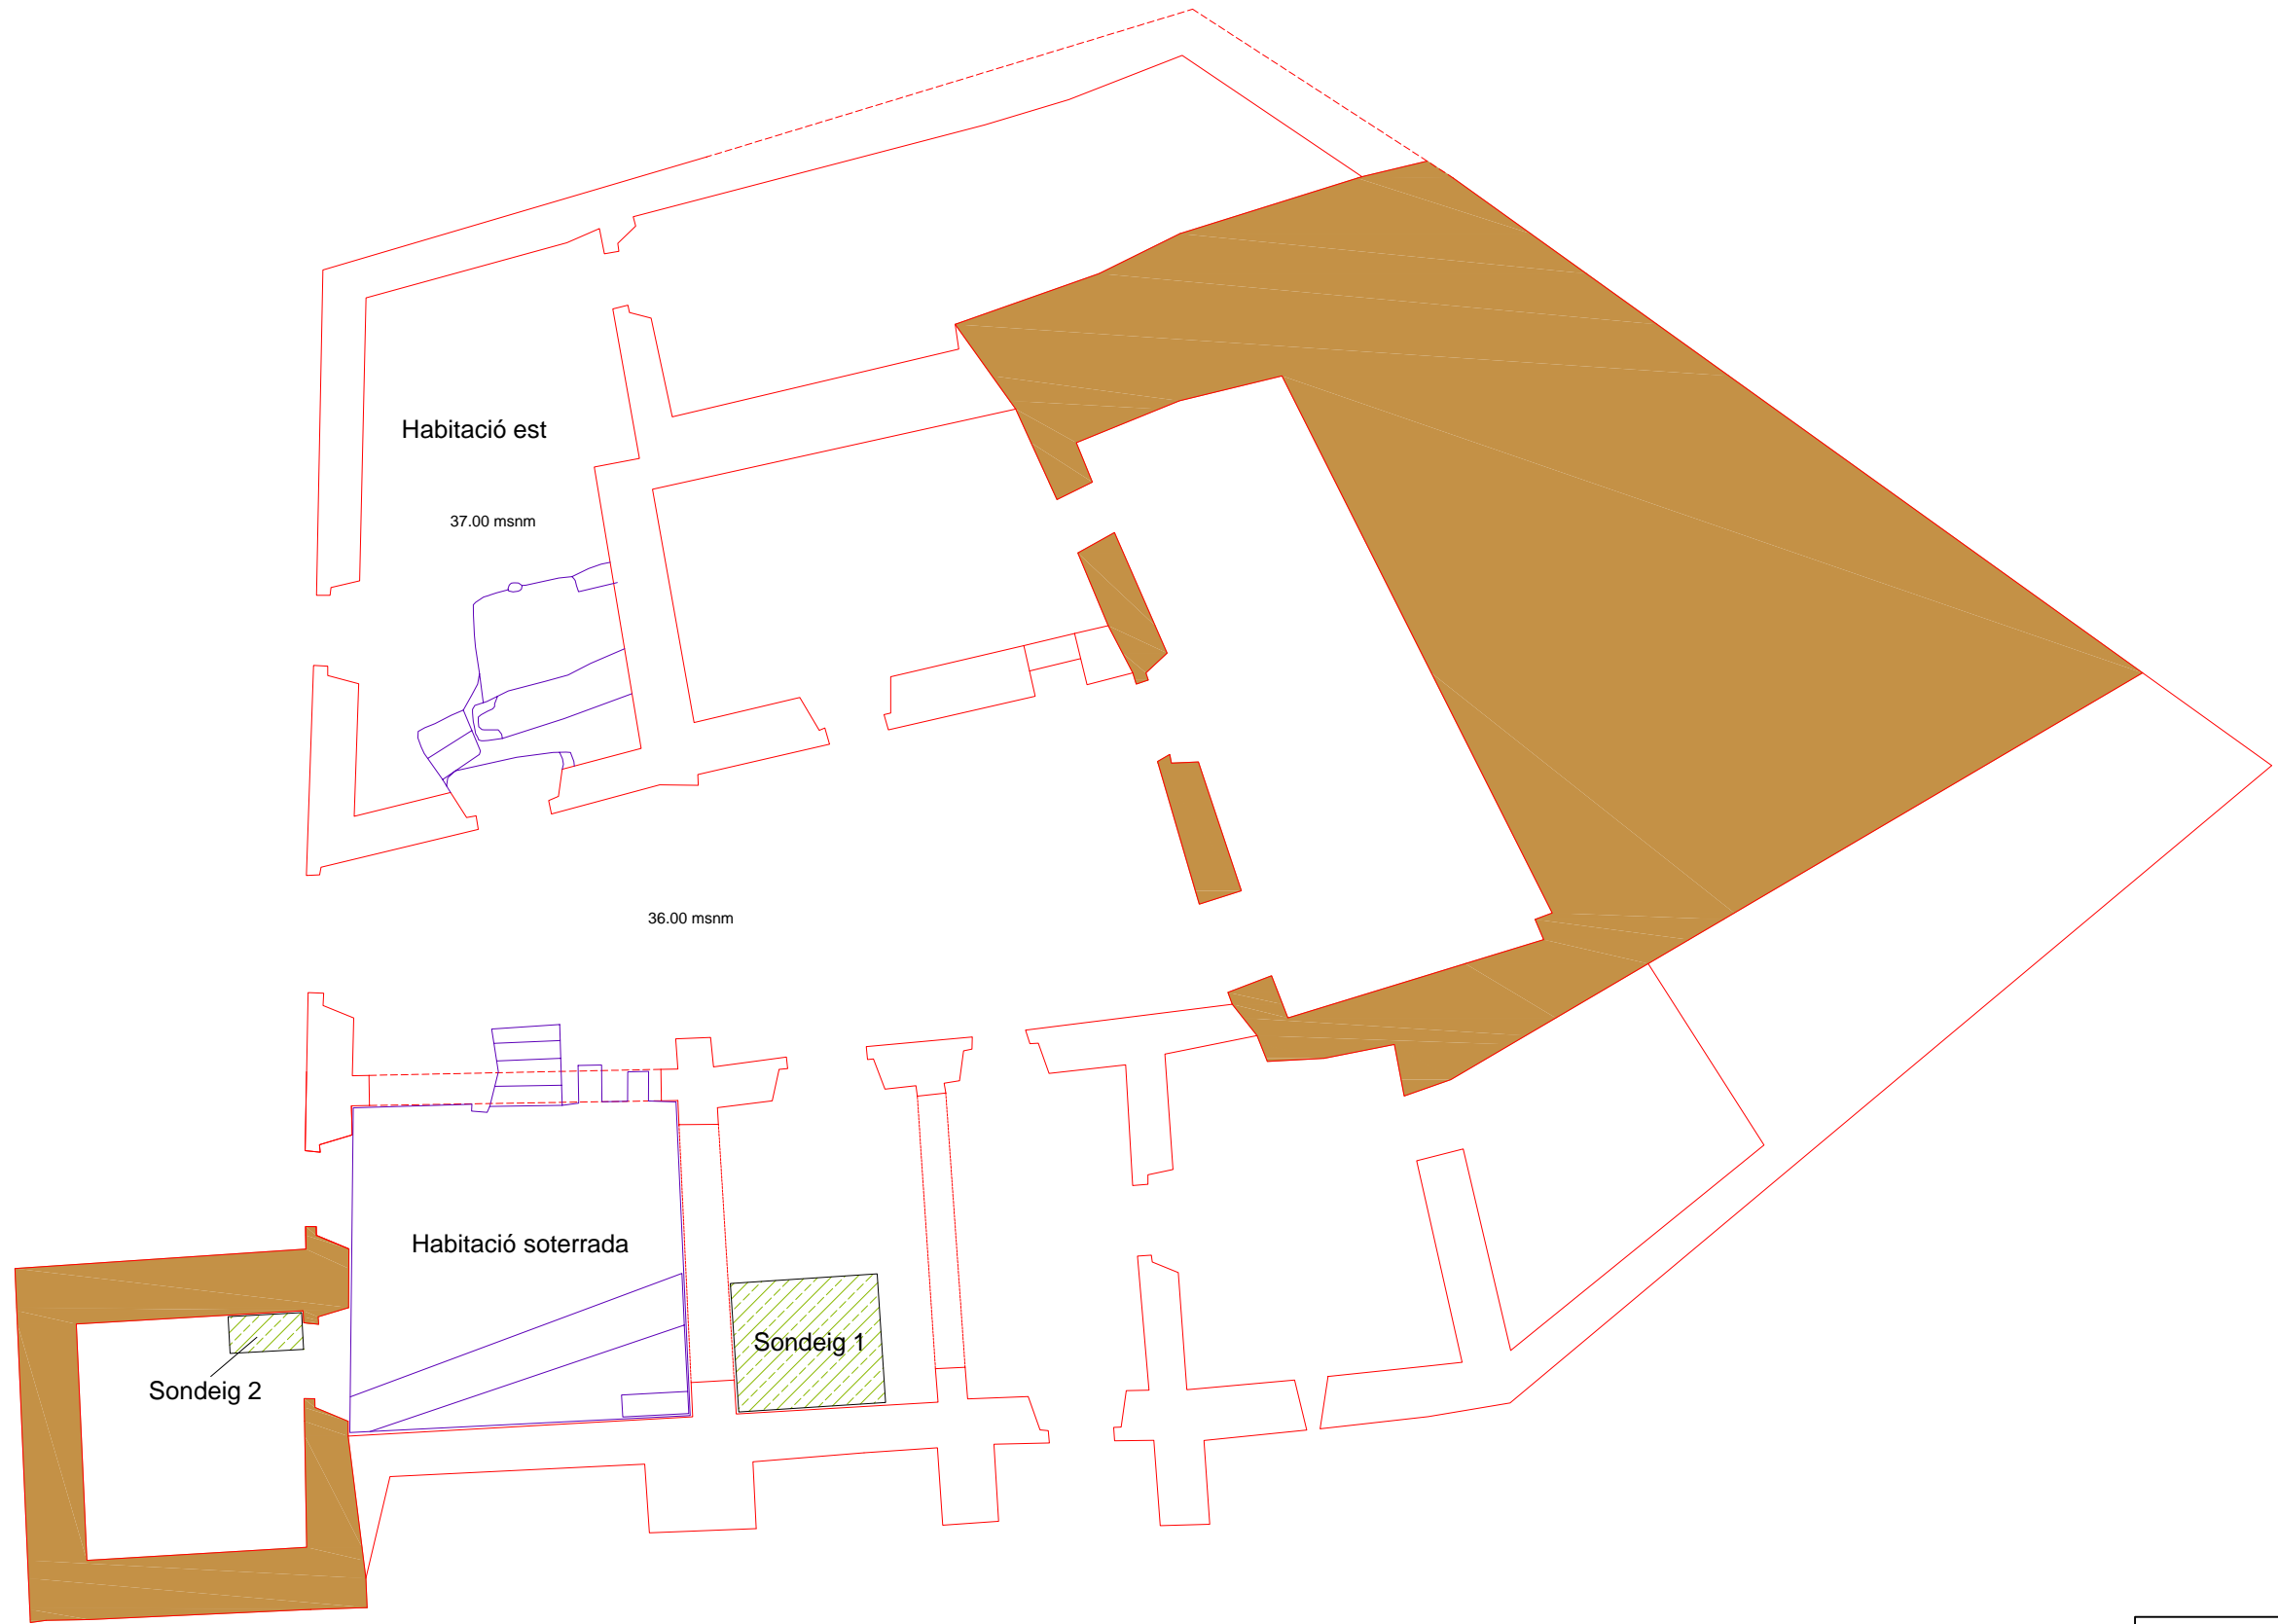 Habitació est
37.00 msnm
36.00 msnm
Habitació soterrada
Sondeig 1
Sondeig 2